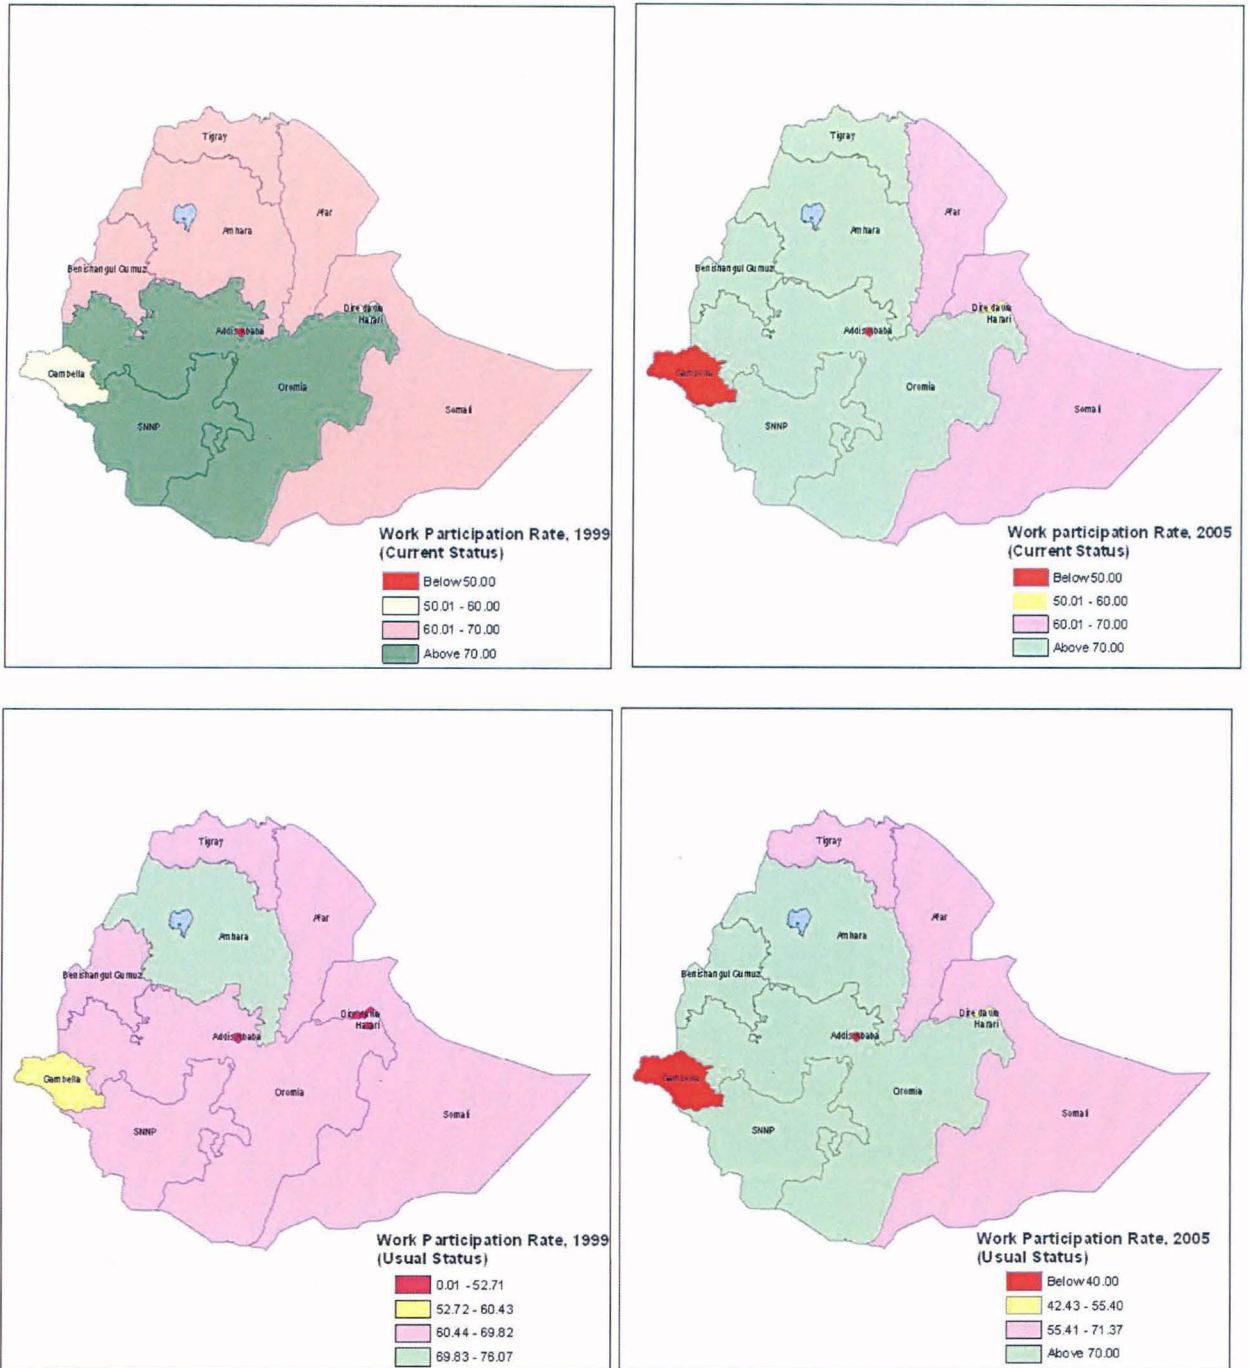 Tigray
Afar
Amhara
Benishangul Gumuz
Dire dawa
Harari
Addis Ababa
Gambella
Oromia
SNNP
Somali
Work Participation Rate, 1999
(Current Status)
Below 50.00
50.01 - 60.00
60.01 - 70.00
Above 70.00
Tigray
Afar
Amhara
Benishangul Gumuz
Dire dawa
Harari
Addis Ababa
Gambella
Oromia
SNNP
Somali
Work participation Rate, 2005
(Current Status)
Below 50.00
50.01 - 60.00
60.01 - 70.00
Above 70.00
Tigray
Afar
Amhara
Benishangul Gumuz
Dire dawa
Harari
Addis Ababa
Gambella
Oromia
SNNP
Somali
Work Participation Rate, 1999
(Usual Status)
0.01 - 52.71
52.72 - 60.43
60.44 - 69.82
69.83 - 76.07
Tigray
Afar
Amhara
Benishangul Gumuz
Dire dawa
Harari
Addis Ababa
Gambella
Oromia
SNNP
Somali
Work Participation Rate, 2005
(Usual Status)
Below 40.00
42.43 - 55.40
55.41 - 71.37
Above 70.00